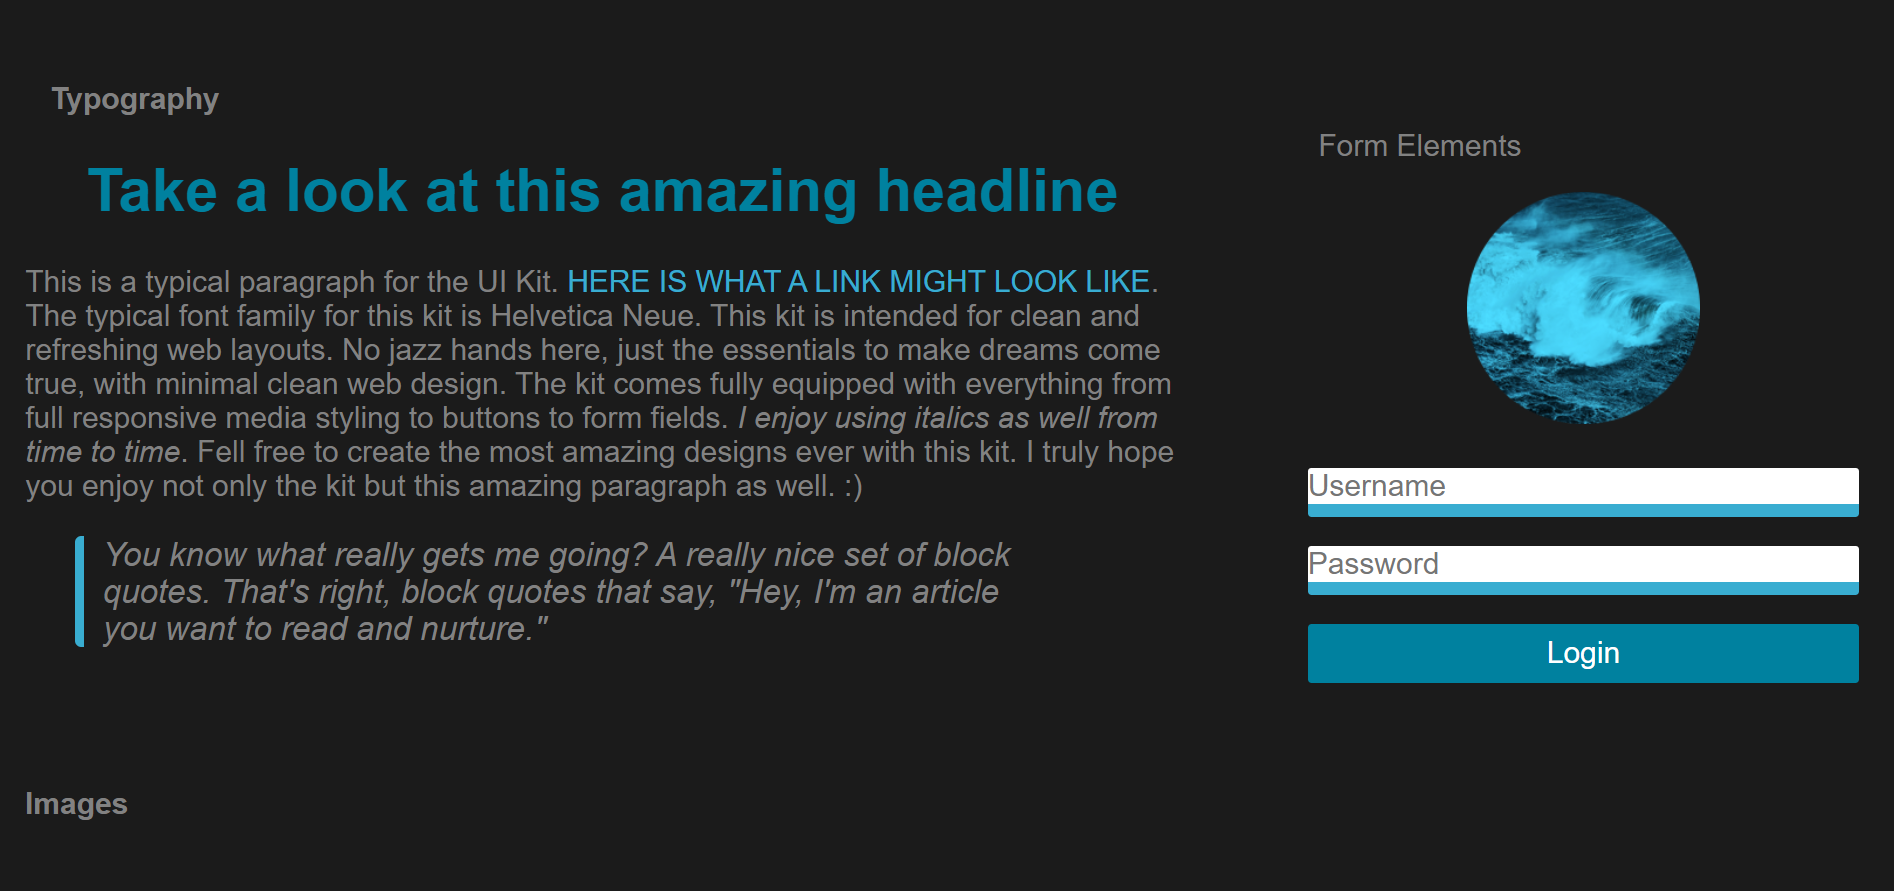 Typography
Take a look at this amazing headline
This is a typical paragraph for the UI Kit. HERE IS WHAT A LINK MIGHT LOOK LIKE.
The typical font family for this kit is Helvetica Neue. This kit is intended for clean and
refreshing web layouts. No jazz hands here, just the essentials to make dreams come
true, with minimal clean web design. The kit comes fully equipped with everything from
full responsive media styling to buttons to form fields. I enjoy using italics as well from
time to time. Fell free to create the most amazing designs ever with this kit. I truly hope
you enjoy not only the kit but this amazing paragraph as well. :)
You know what really gets me going? A really nice set of block
quotes. That's right, block quotes that say, "Hey, I'm an article
you want to read and nurture."
Images
Form Elements
Username
Password
Login